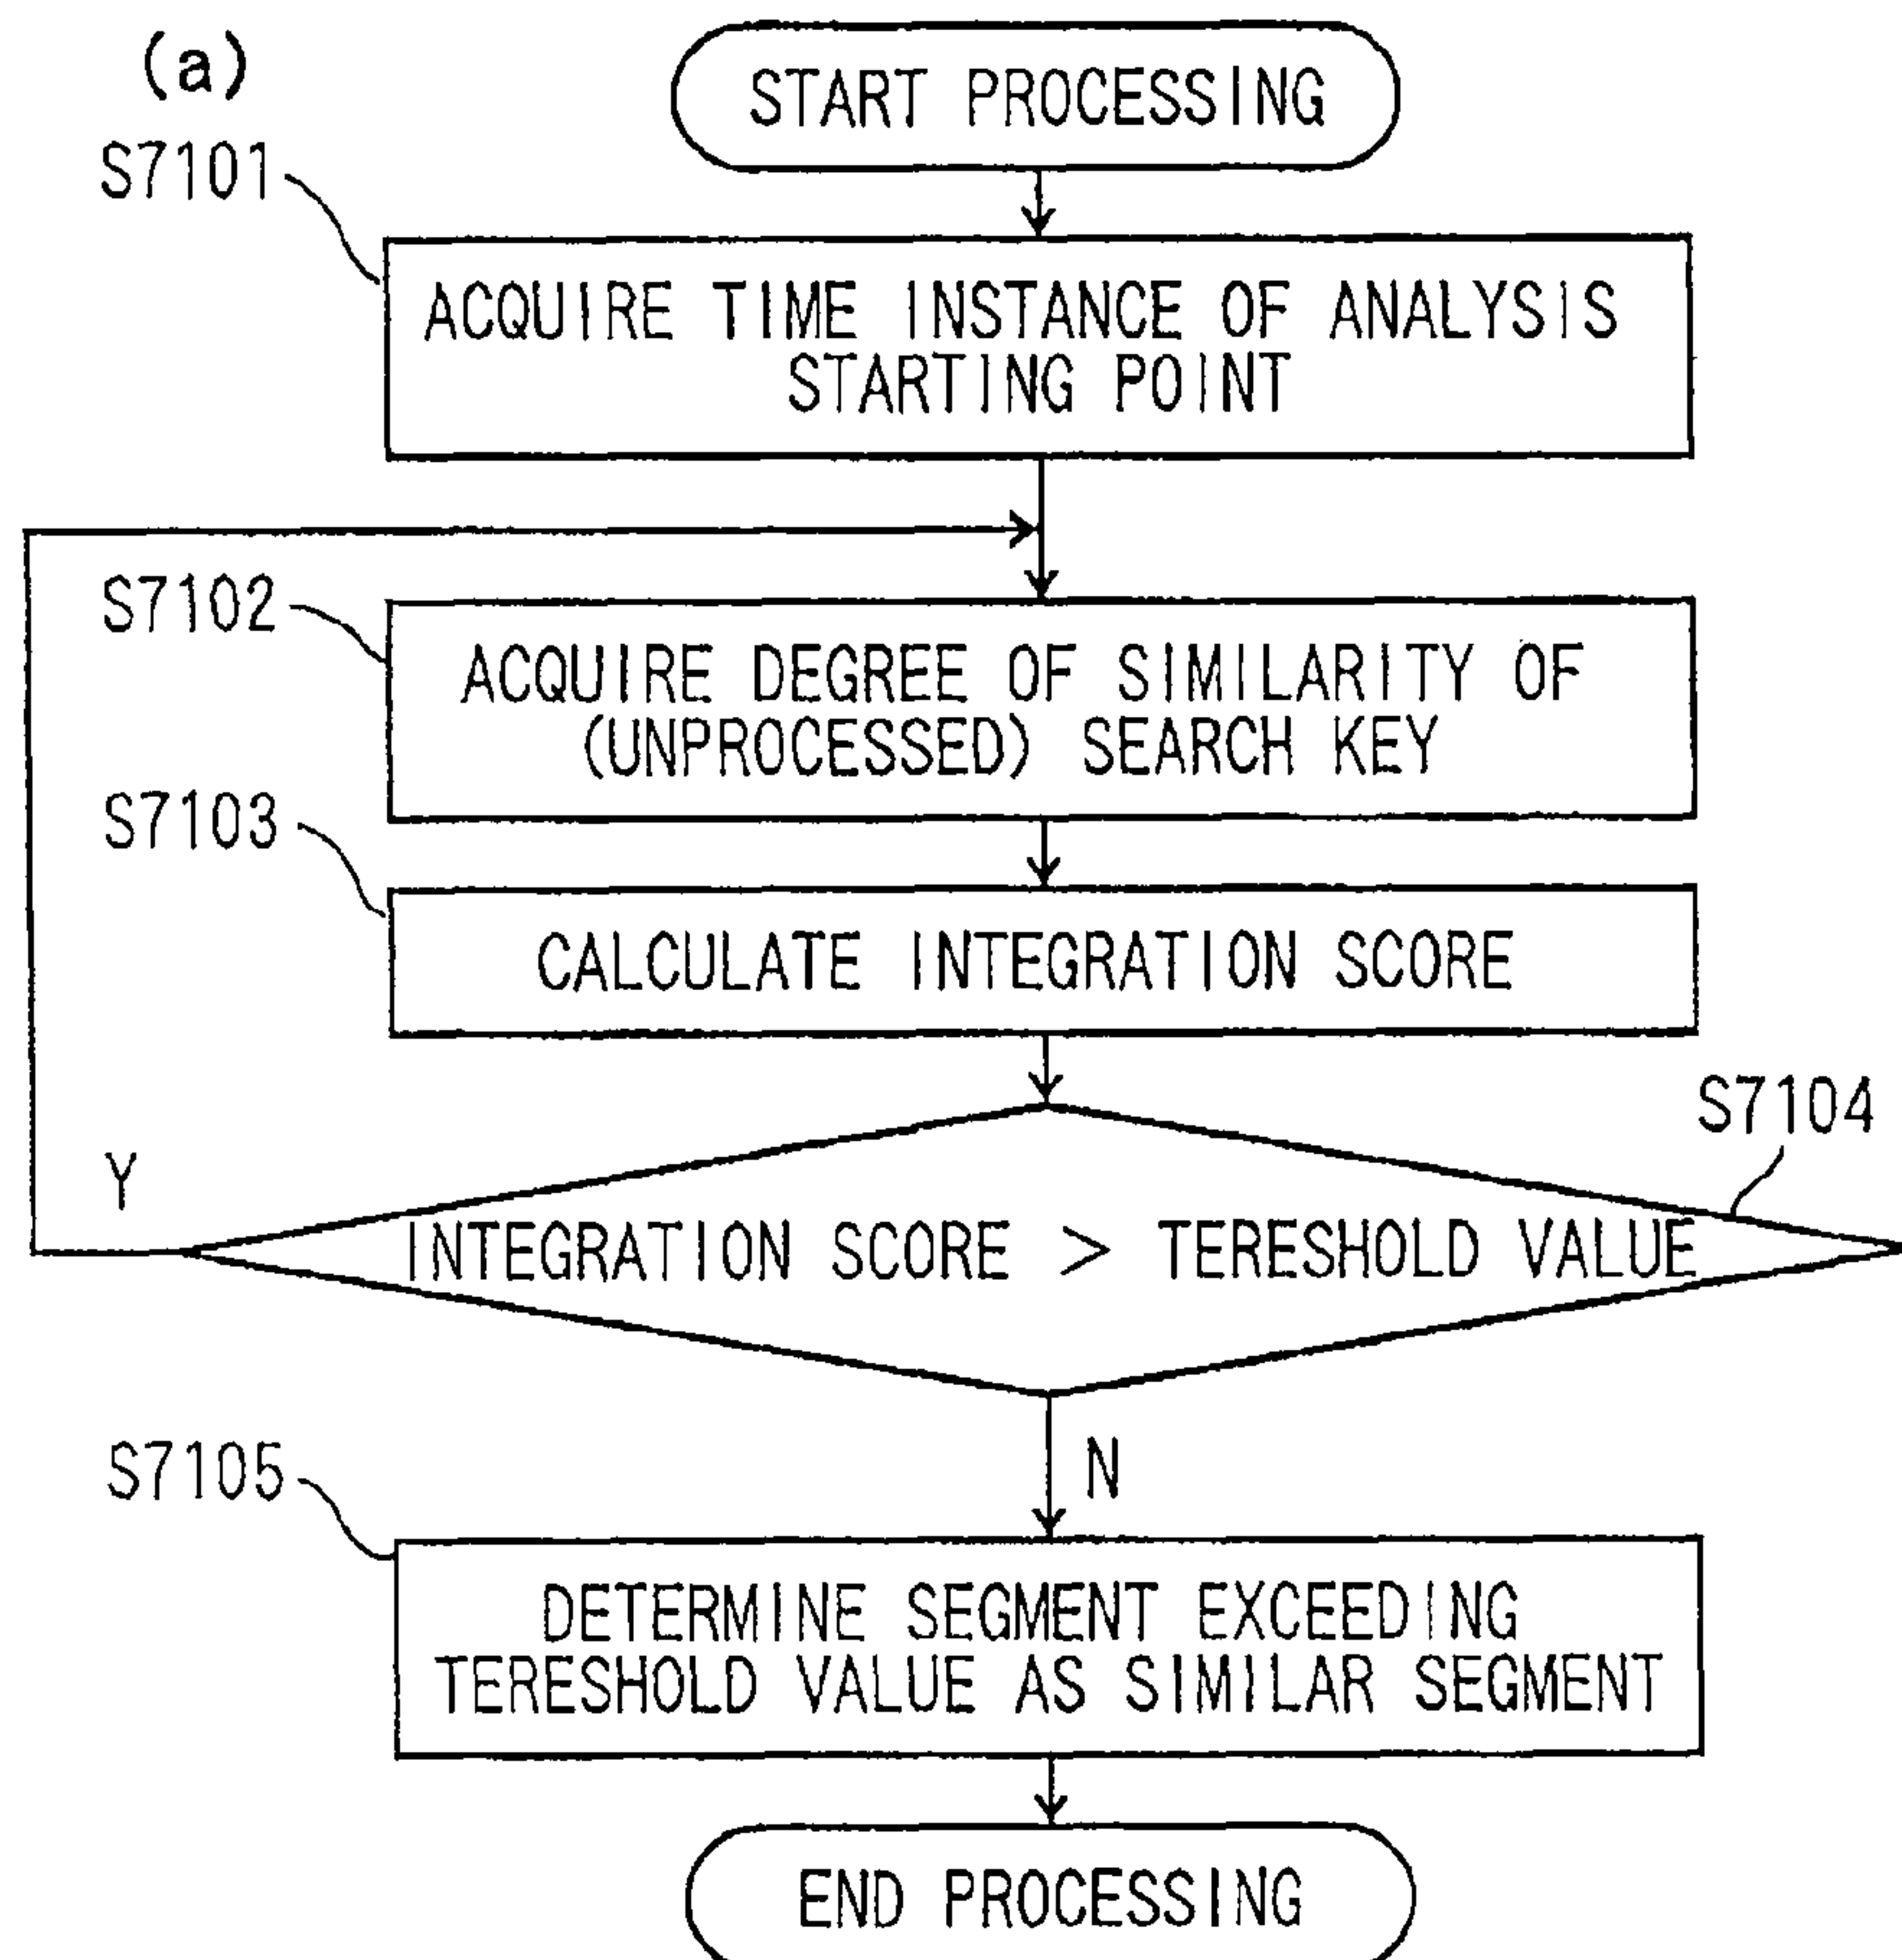 (a)
START PROCESSING
S7101
ACQUIRE TIME INSTANCE OF ANALYSIS
STARTING POINT
S7102
ACQUIRE DEGREE OF SIMILARITY OF
(UNPROCESSED) SEARCH KEY
S7103
CALCULATE INTEGRATION SCORE
S7104
Y
INTEGRATION SCORE > TERESHOLD VALUE
N
S7105
DETERMINE SEGMENT EXCEEDING
TERESHOLD VALUE AS SIMILAR SEGMENT
END PROCESSING